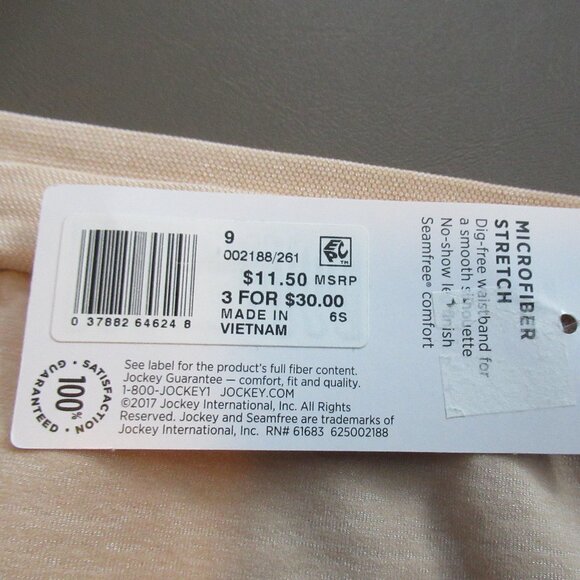 9
002188/261
EPC™
$11.50 MSRP
3 FOR $30.00
MADE IN 6S
VIETNAM
0 37882 64624 8
See label for the product's full fiber content.
Jockey Guarantee — comfort, fit and quality.
1-800-JOCKEY1 JOCKEY.COM
©2017 Jockey International, Inc. All Rights
Reserved. Jockey and Seamfree are trademarks of
Jockey International, Inc. RN# 61683 625002188
100%
SATISFACTION
GUARANTEED
MICROFIBER
STRETCH
Dig-free waistband for
a smooth silhouette
No-show leg finish
Seamfree® comfort